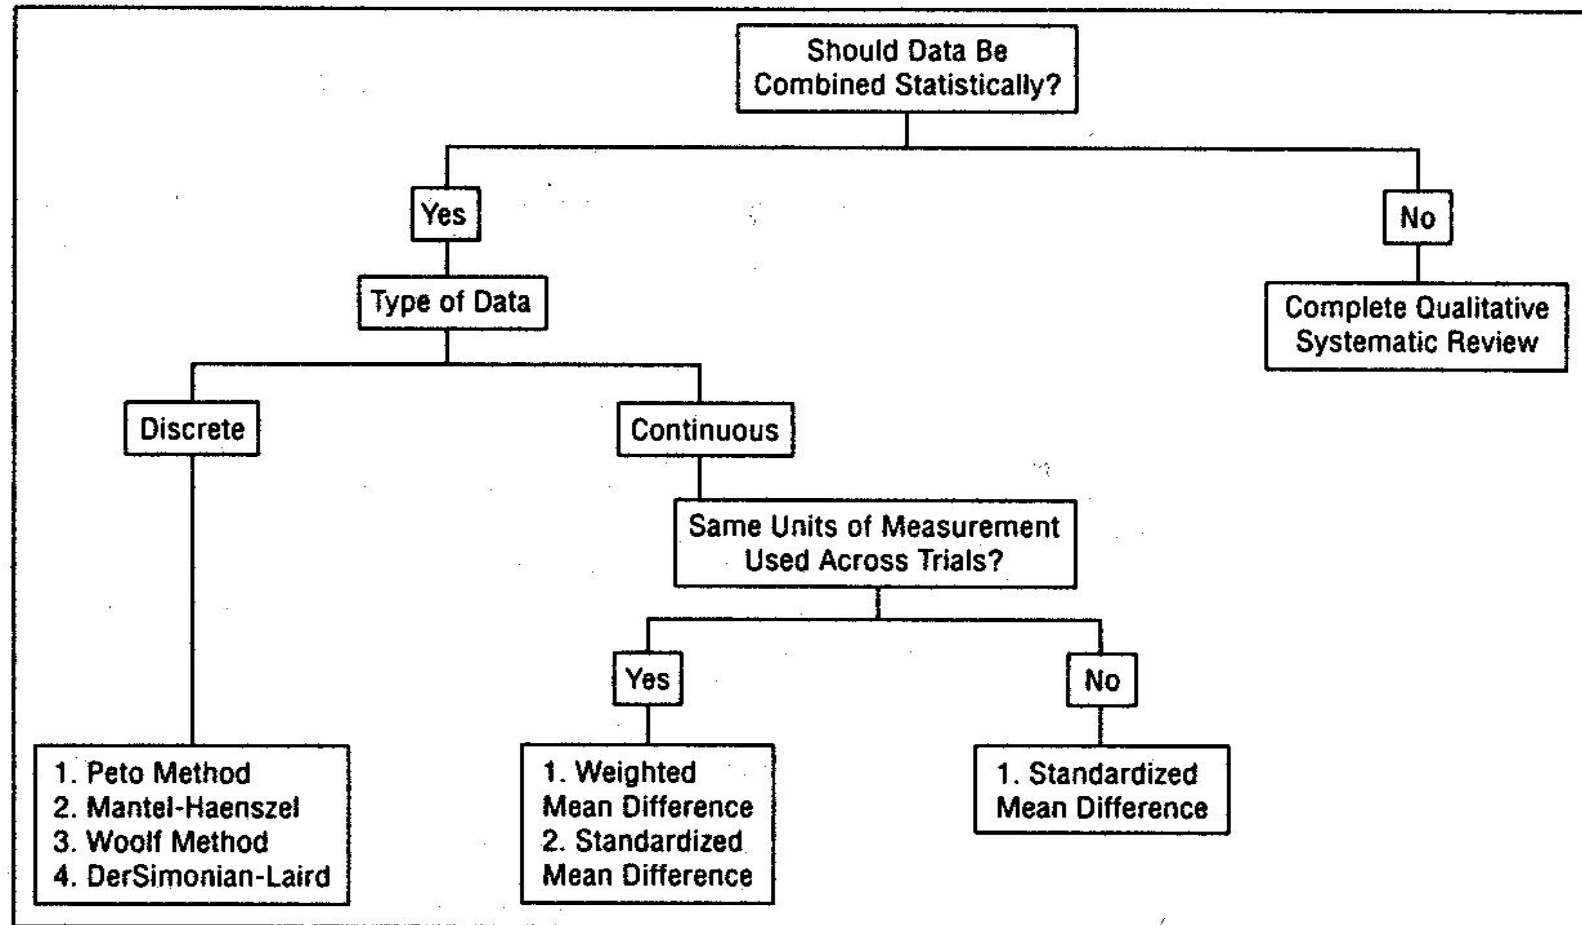 Should Data Be
Combined Statistically?
Yes
No
Type of Data
Complete Qualitative
Systematic Review
Discrete
Continuous
Same Units of Measurement
Used Across Trials?
Yes
No
1. Peto Method
2. Mantel-Haenszel
3. Woolf Method
4. DerSimonian-Laird
1. Weighted
Mean Difference
2. Standardized
Mean Difference
1. Standardized
Mean Difference